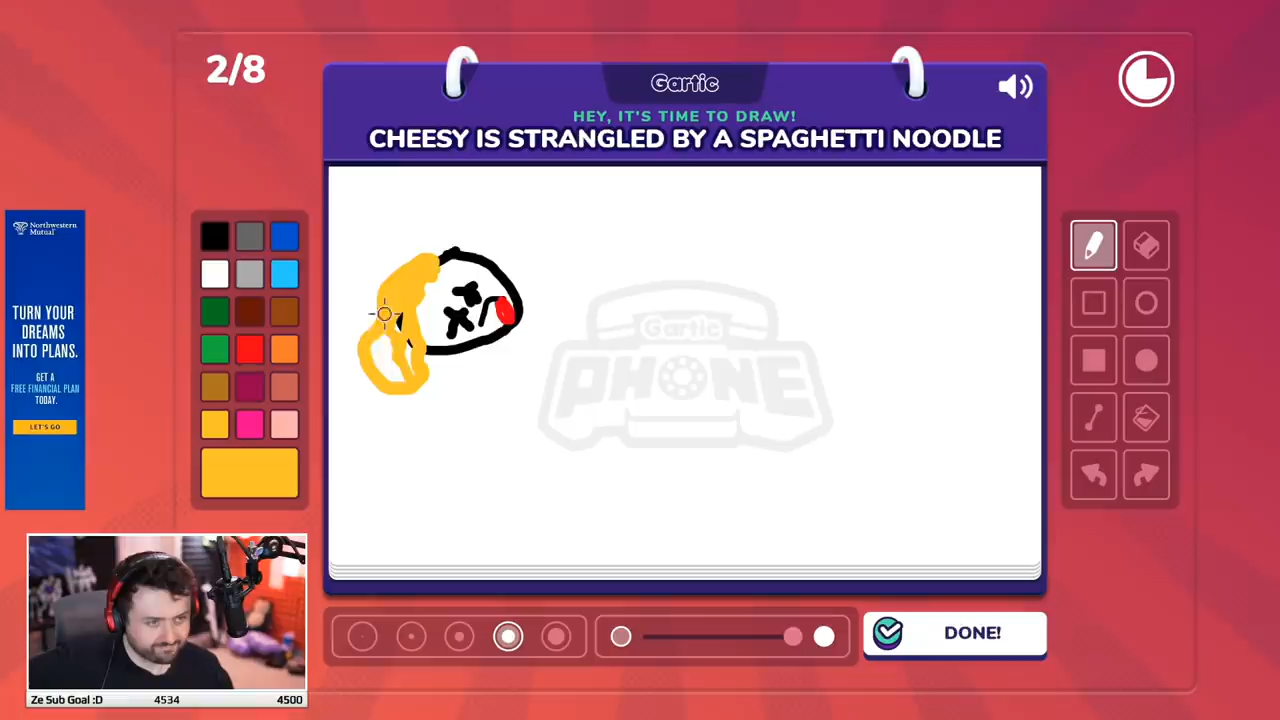 2/8
Gartic
HEY, IT'S TIME TO DRAW!
CHEESY IS STRANGLED BY A SPAGHETTI NOODLE
Northwestern
Mutual
TURN YOUR
DREAMS
INTO PLANS.
GET A
FREE FINANCIAL PLAN
TODAY.
LET'S GO
Gartic
PHONE
DONE!
Ze Sub Goal :D 4534 4500